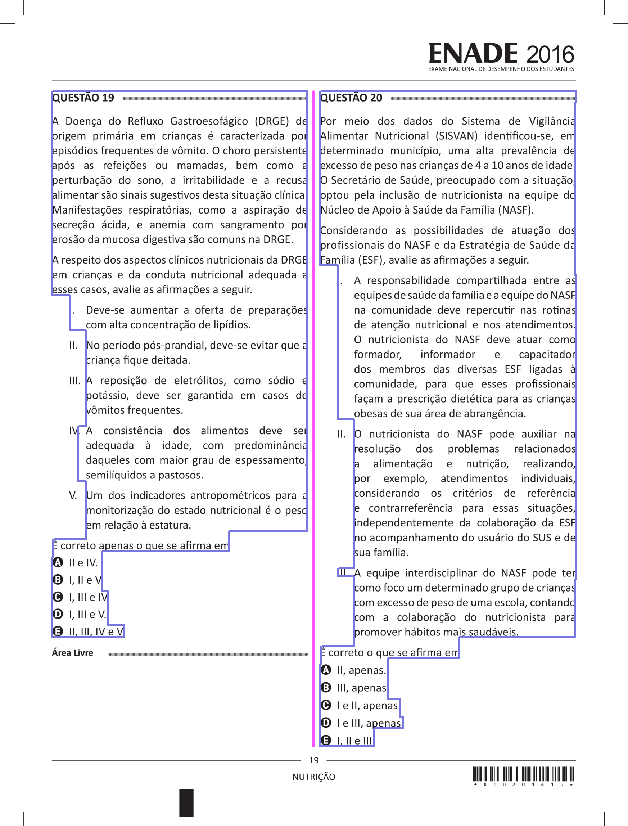 ENADE 2016
EXAME NACIONAL DE DESEMPENHO DOS ESTUDANTES
QUESTÃO 19
A Doença do Refluxo Gastroesofágico (DRGE) de
origem primária em crianças é caracterizada por
episódios frequentes de vômito. O choro persistente
após as refeições ou mamadas, bem como a
perturbação do sono, a irritabilidade e a recusa
alimentar são sinais sugestivos desta situação clínica.
Manifestações respiratórias, como a aspiração de
secreção ácida, e anemia com sangramento por
erosão da mucosa digestiva são comuns na DRGE.
A respeito dos aspectos clínicos nutricionais da DRGE
em crianças e da conduta nutricional adequada a
esses casos, avalie as afirmações a seguir.
I. Deve-se aumentar a oferta de preparações
com alta concentração de lipídios.
II. No período pós-prandial, deve-se evitar que a
criança fique deitada.
III. A reposição de eletrólitos, como sódio e
potássio, deve ser garantida em casos de
vômitos frequentes.
IV. A consistência dos alimentos deve ser
adequada à idade, com predominância
daqueles com maior grau de espessamento,
semilíquidos a pastosos.
V. Um dos indicadores antropométricos para a
monitorização do estado nutricional é o peso
em relação à estatura.
É correto apenas o que se afirma em
A II e IV.
B I, II e V.
C I, III e IV.
D I, III e V.
E II, III, IV e V.
Área Livre
QUESTÃO 20
Por meio dos dados do Sistema de Vigilância
Alimentar Nutricional (SISVAN) identificou-se, em
determinado município, uma alta prevalência de
excesso de peso nas crianças de 4 a 10 anos de idade.
O Secretário de Saúde, preocupado com a situação,
optou pela inclusão de nutricionista na equipe do
Núcleo de Apoio à Saúde da Família (NASF).
Considerando as possibilidades de atuação dos
profissionais do NASF e da Estratégia de Saúde da
Família (ESF), avalie as afirmações a seguir.
I. A responsabilidade compartilhada entre as
equipes de saúde da família e a equipe do NASF
na comunidade deve repercutir nas rotinas
de atenção nutricional e nos atendimentos.
O nutricionista do NASF deve atuar como
formador, informador e capacitador
dos membros das diversas ESF ligadas à
comunidade, para que esses profissionais
façam a prescrição dietética para as crianças
obesas de sua área de abrangência.
II. O nutricionista do NASF pode auxiliar na
resolução dos problemas relacionados
a alimentação e nutrição, realizando,
por exemplo, atendimentos individuais,
considerando os critérios de referência
e contrarreferência para essas situações,
independentemente da colaboração da ESF
no acompanhamento do usuário do SUS e de
sua família.
III. A equipe interdisciplinar do NASF pode ter
como foco um determinado grupo de crianças
com excesso de peso de uma escola, contando
com a colaboração do nutricionista para
promover hábitos mais saudáveis.
É correto o que se afirma em
A II, apenas.
B III, apenas.
C I e II, apenas.
D I e III, apenas.
E I, II e III.
19
NUTRIÇÃO